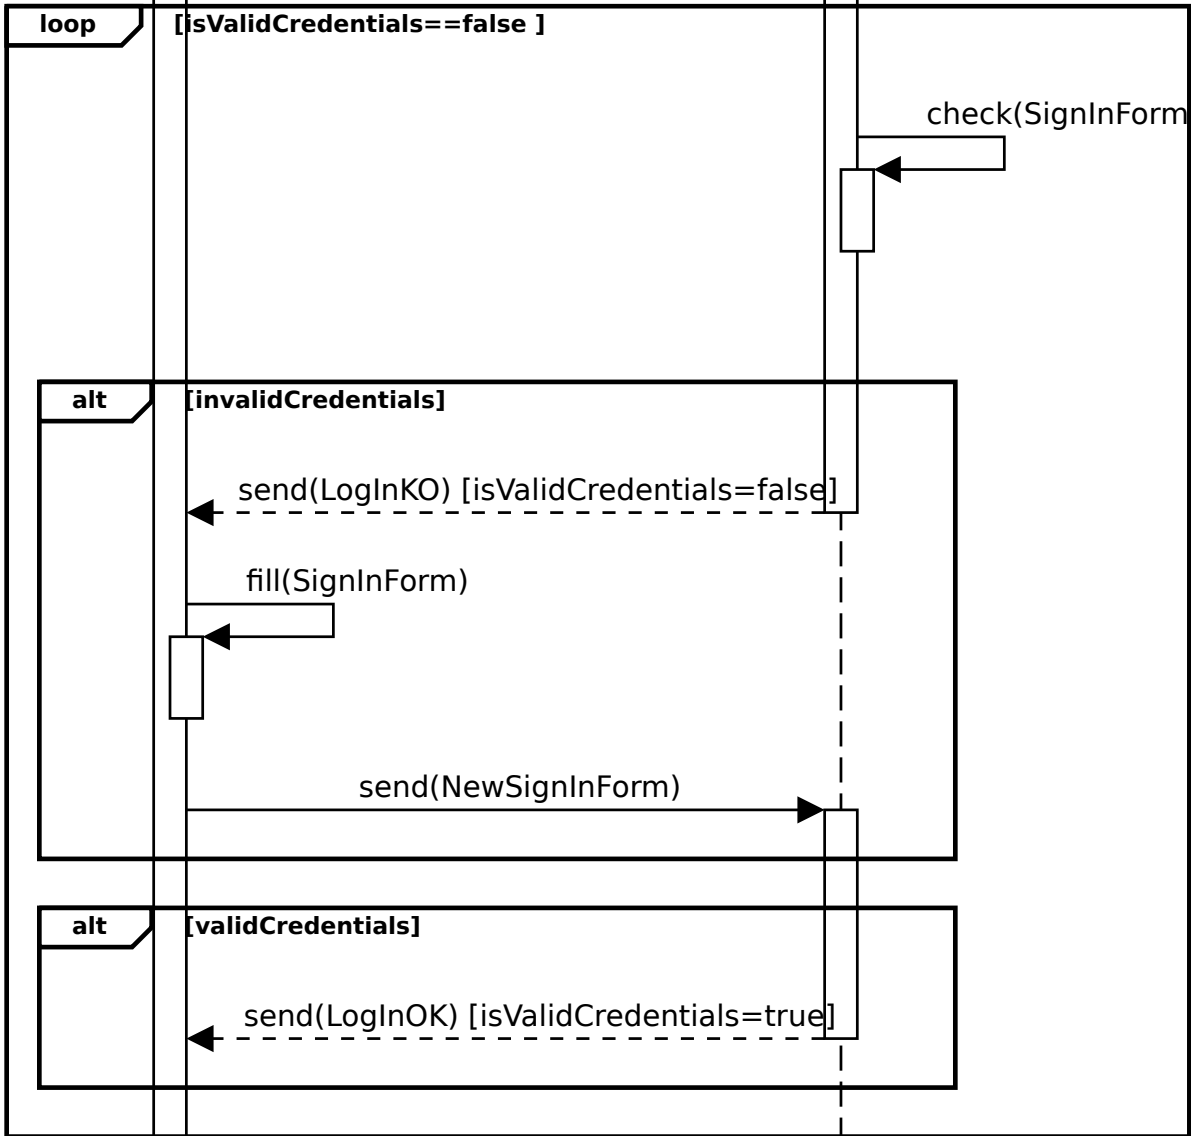 loop
[isValidCredentials==false ]
check(SignInForm
alt
[invalidCredentials]
send(LogInKO) [isValidCredentials=false]
fill(SignInForm)
send(NewSignInForm)
alt
[validCredentials]
send(LogInOK) [isValidCredentials=true]